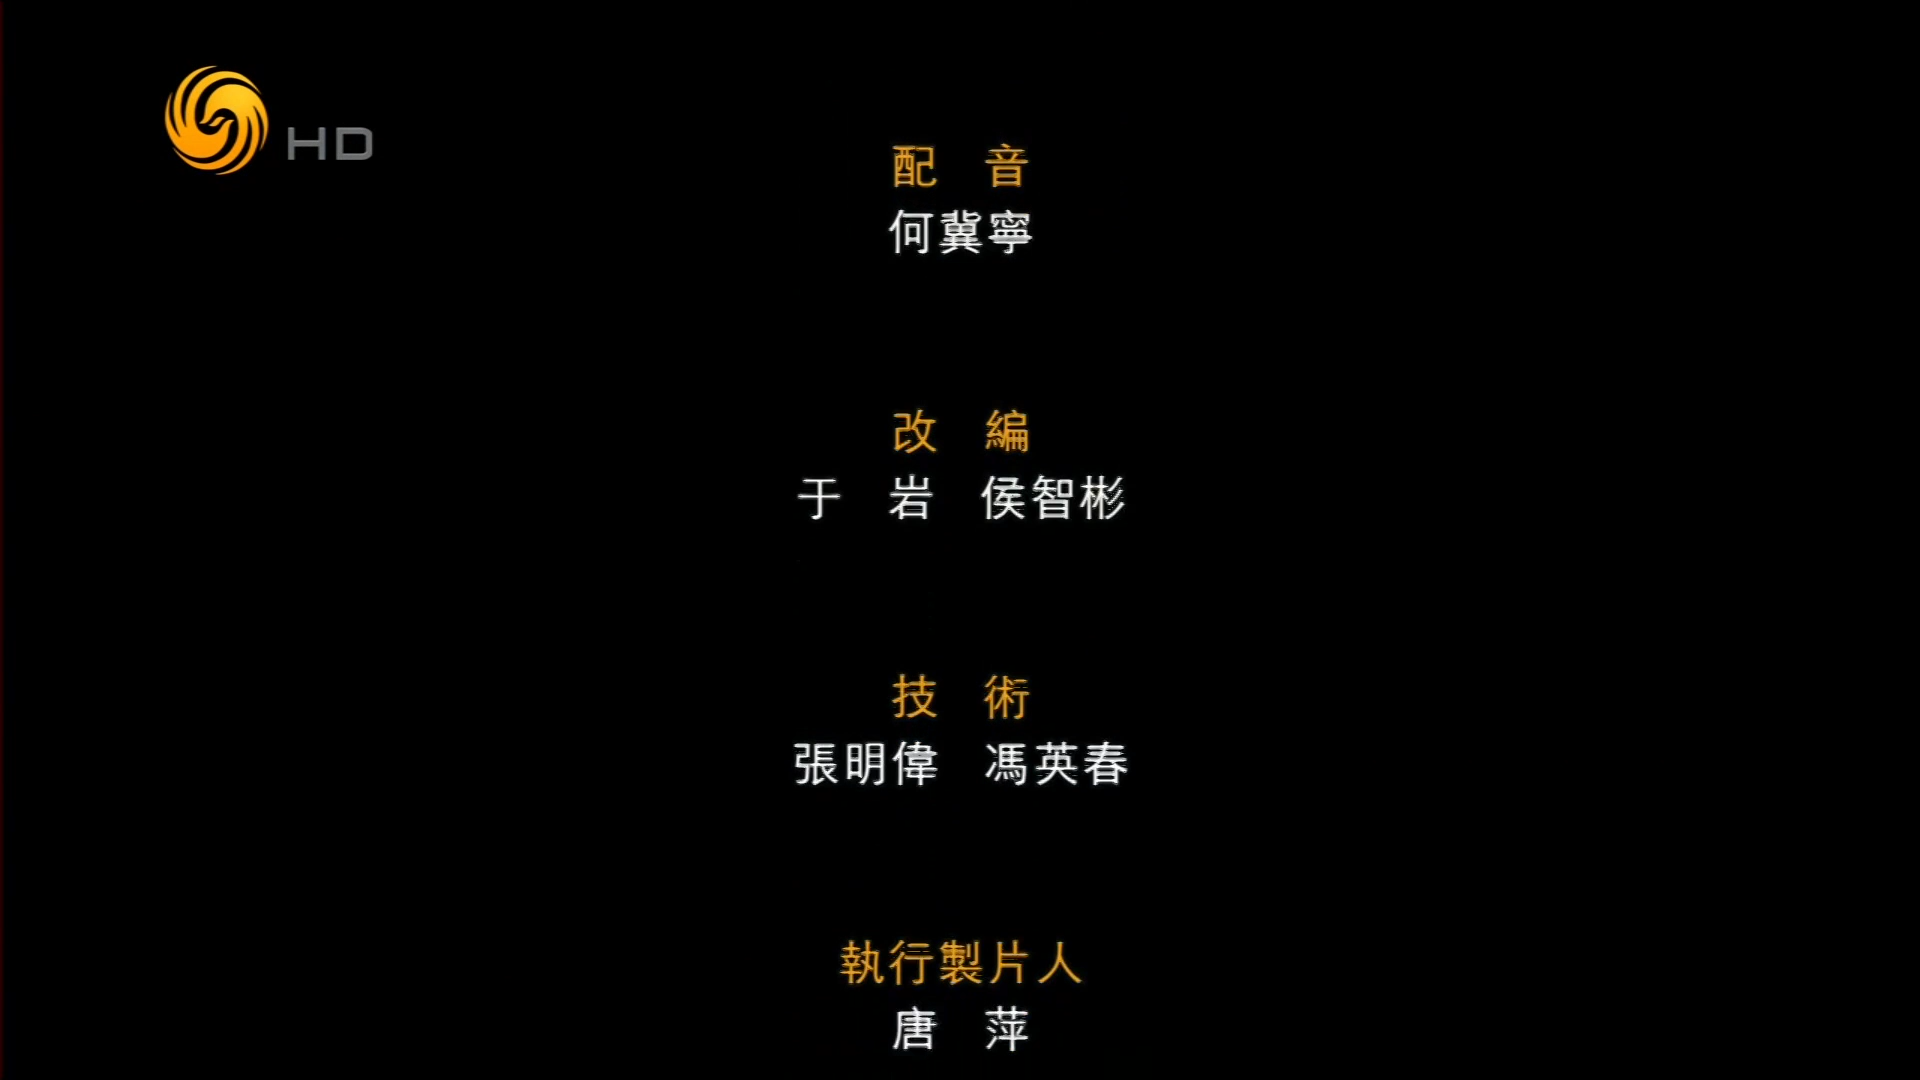 HD
配　音
何冀寧
改　編
于　岩　侯智彬
技　術
張明偉　馮英春
執行製片人
唐　萍